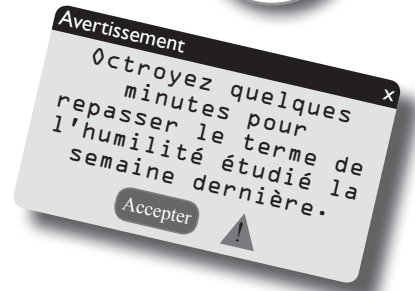 Avertissement x
Octroyez quelques
minutes pour
repasser le terme de
l'humilité étudié la
semaine dernière.
Accepter
!